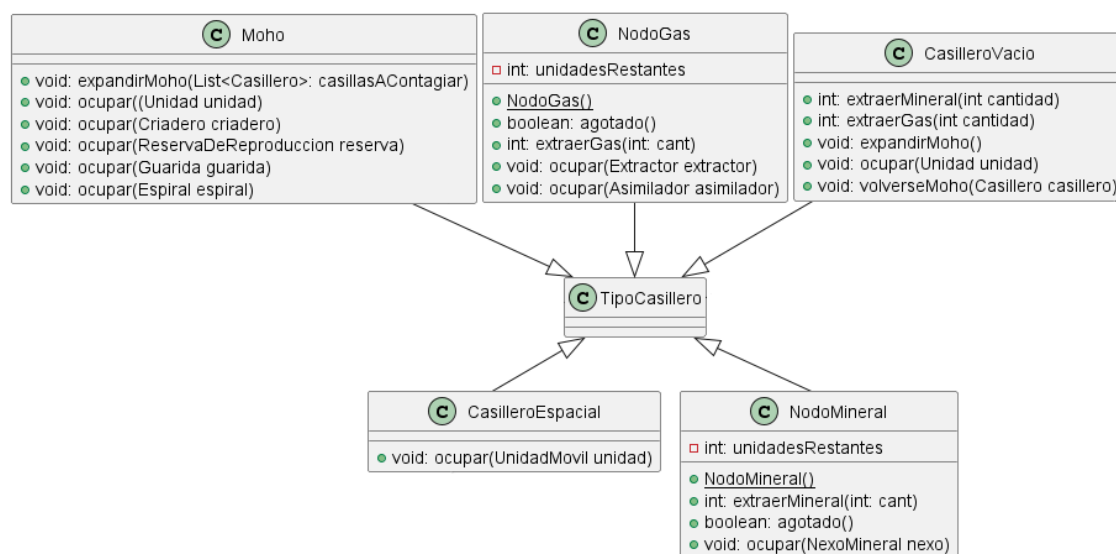 C Moho
void: expandirMoho(List<Casillero>: casillasAContagiar)
void: ocupar((Unidad unidad)
void: ocupar(Criadero criadero)
void: ocupar(ReservaDeReproduccion reserva)
void: ocupar(Guarida guarida)
void: ocupar(Espiral espiral)
C NodoGas
int: unidadesRestantes
NodoGas()
boolean: agotado()
int: extraerGas(int: cant)
void: ocupar(Extractor extractor)
void: ocupar(Asimilador asimilador)
C CasilleroVacio
int: extraerMineral(int cantidad)
int: extraerGas(int cantidad)
void: expandirMoho()
void: ocupar(Unidad unidad)
void: volverseMoho(Casillero casillero)
C TipoCasillero
C CasilleroEspacial
void: ocupar(UnidadMovil unidad)
C NodoMineral
int: unidadesRestantes
NodoMineral()
int: extraerMineral(int: cant)
boolean: agotado()
void: ocupar(NexoMineral nexo)